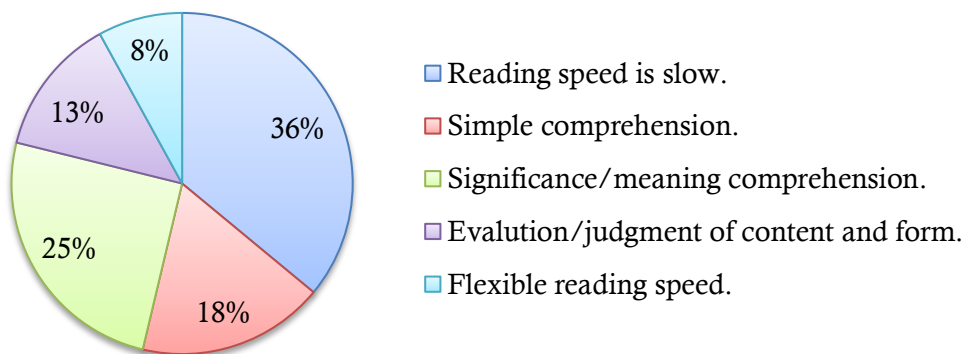 8%
13%
36%
25%
18%
Reading speed is slow.
Simple comprehension.
Significance/meaning comprehension.
Evalution/judgment of content and form.
Flexible reading speed.